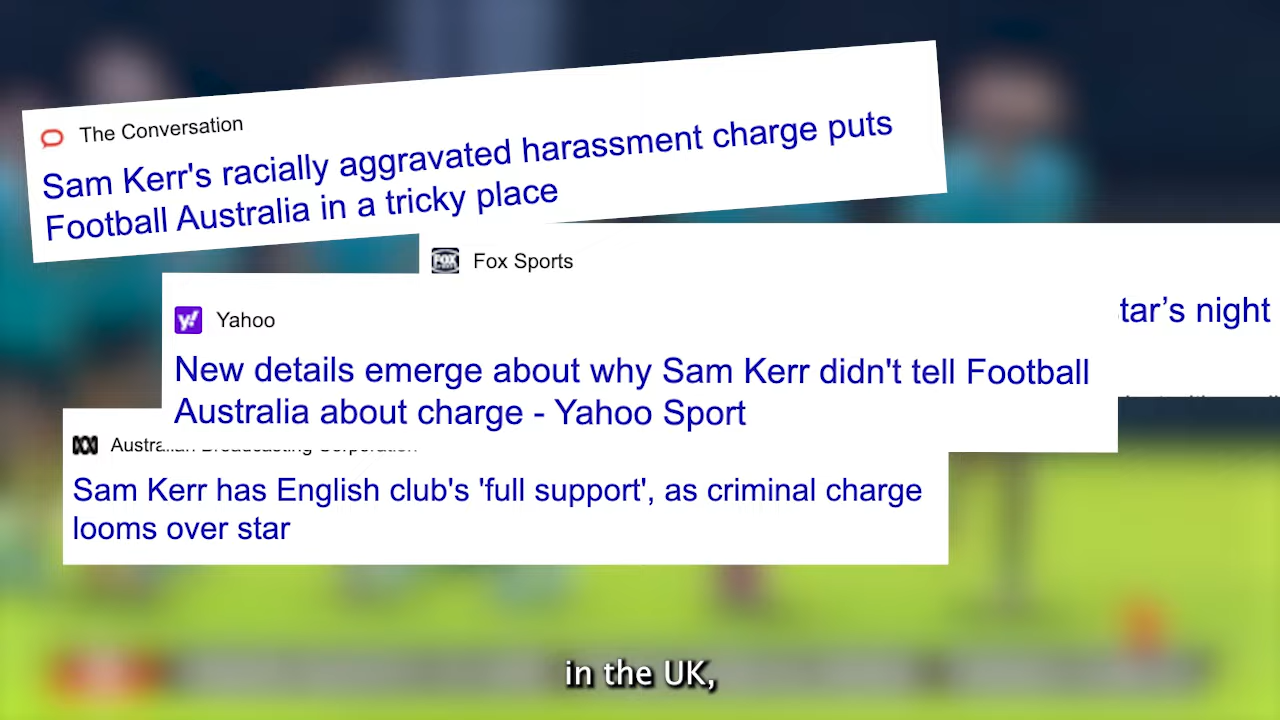 The Conversation
Sam Kerr's racially aggravated harassment charge puts
Football Australia in a tricky place
Fox Sports
night
Yahoo
New details emerge about why Sam Kerr didn't tell Football
Australia about charge - Yahoo Sport
Sam Kerr has English club's 'full support', as criminal charge
looms over star
in the UK,